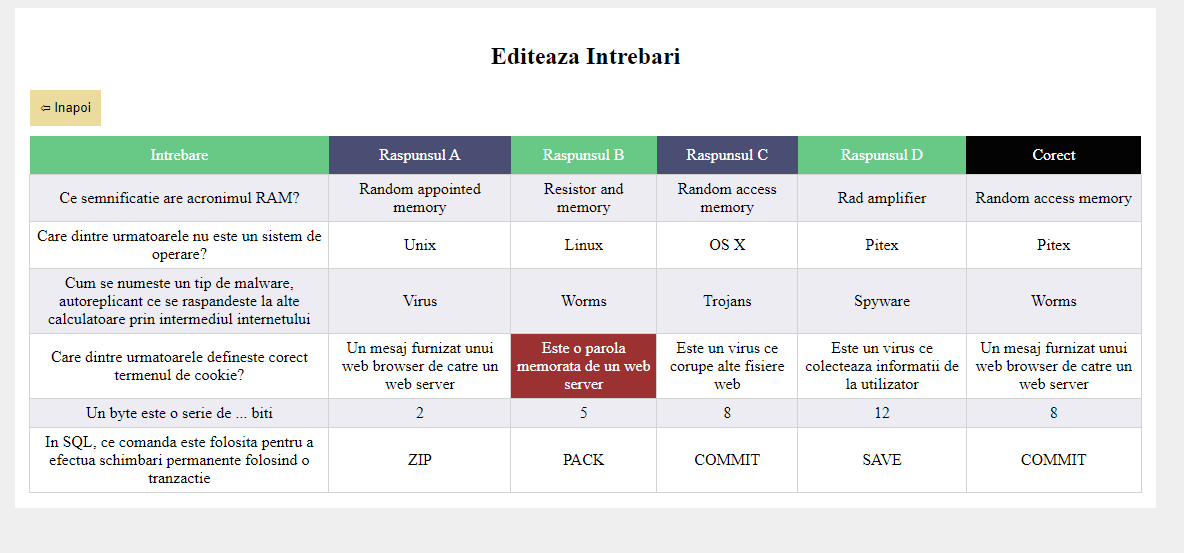 Editeaza Intrebari
⇦ Inapoi
Intrebare Raspunsul A Raspunsul B Raspunsul C Raspunsul D Corect
Ce semnificatie are acronimul RAM?
Random appointed
memory
Resistor and
memory
Random access
memory
Rad amplifier
Random access memory
Care dintre urmatoarele nu este un sistem de
operare?
Unix
Linux
OS X
Pitex
Pitex
Cum se numeste un tip de malware,
autoreplicant ce se raspandeste la alte
calculatoare prin intermediul internetului
Virus
Worms
Trojans
Spyware
Worms
Care dintre urmatoarele defineste corect
termenul de cookie?
Un mesaj furnizat unui
web browser de catre un
web server
Este o parola
memorata de un web
server
Este un virus ce
corupe alte fisiere
web
Este un virus ce
colecteaza informatii de
la utilizator
Un mesaj furnizat unui
web browser de catre un
web server
Un byte este o serie de ... biti
2
5
8
12
8
In SQL, ce comanda este folosita pentru a
efectua schimbari permanente folosind o
tranzactie
ZIP
PACK
COMMIT
SAVE
COMMIT